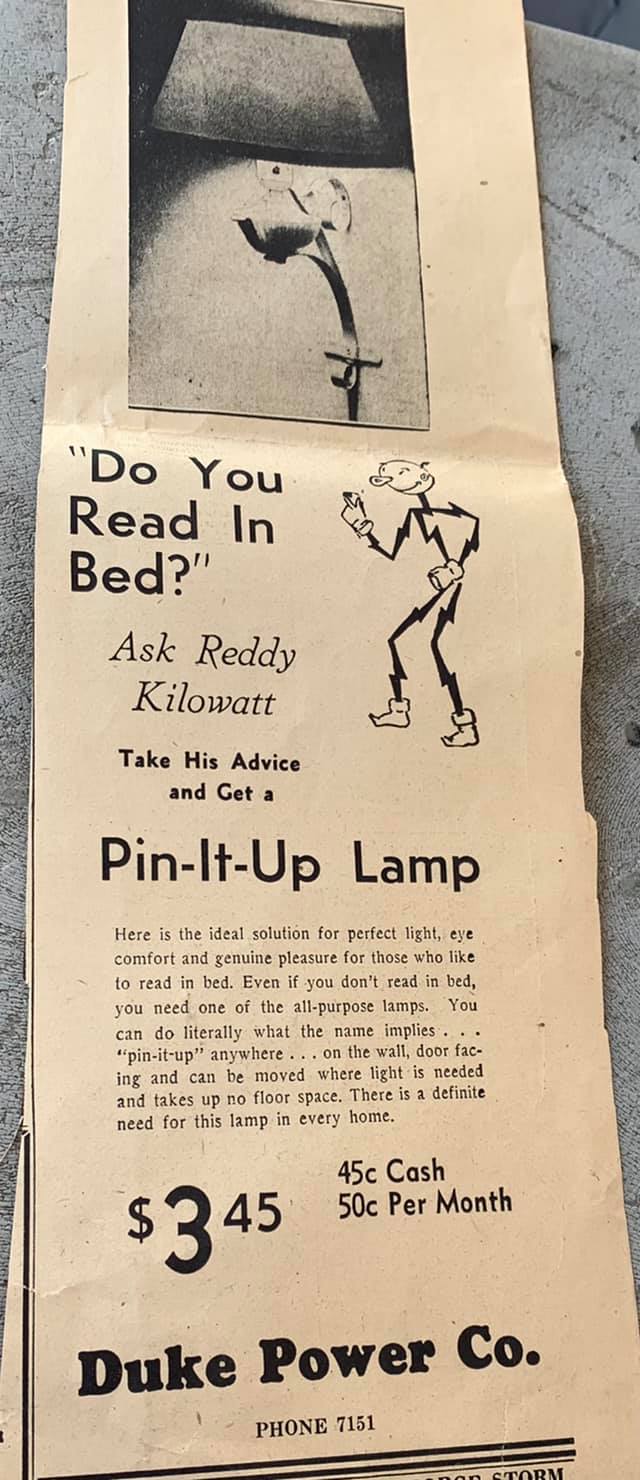 "Do You
Read In
Bed?"
Ask Reddy
Kilowatt
Take His Advice
and Get a
Pin-It-Up Lamp
Here is the ideal solution for perfect light, eye
comfort and genuine pleasure for those who like
to read in bed. Even if you don't read in bed,
you need one of the all-purpose lamps. You
can do literally what the name implies . . .
"pin-it-up" anywhere . . . on the wall, door fac-
ing and can be moved where light is needed
and takes up no floor space. There is a definite
need for this lamp in every home.
$3 45
45c Cash
50c Per Month
Duke Power Co.
PHONE 7151
STORM